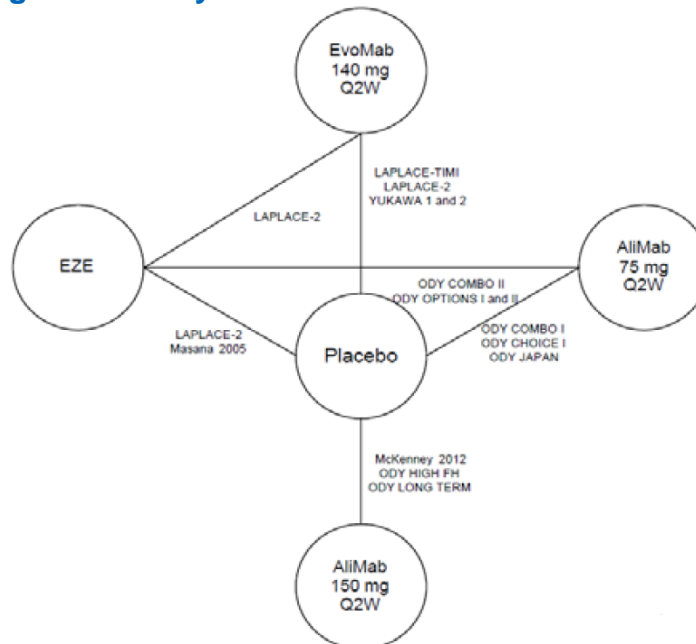 EvoMab
140 mg
Q2W
LAPLACE-TIMI
LAPLACE-2
YUKAWA 1 and 2
LAPLACE-2
EZE
AliMab
75 mg
Q2W
ODY COMBO II
ODY OPTIONS I and II
LAPLACE-2
Masana 2005
Placebo
ODY COMBO I
ODY CHOICE I
ODY JAPAN
McKenney 2012
ODY HIGH FH
ODY LONG TERM
AliMab
150 mg
Q2W